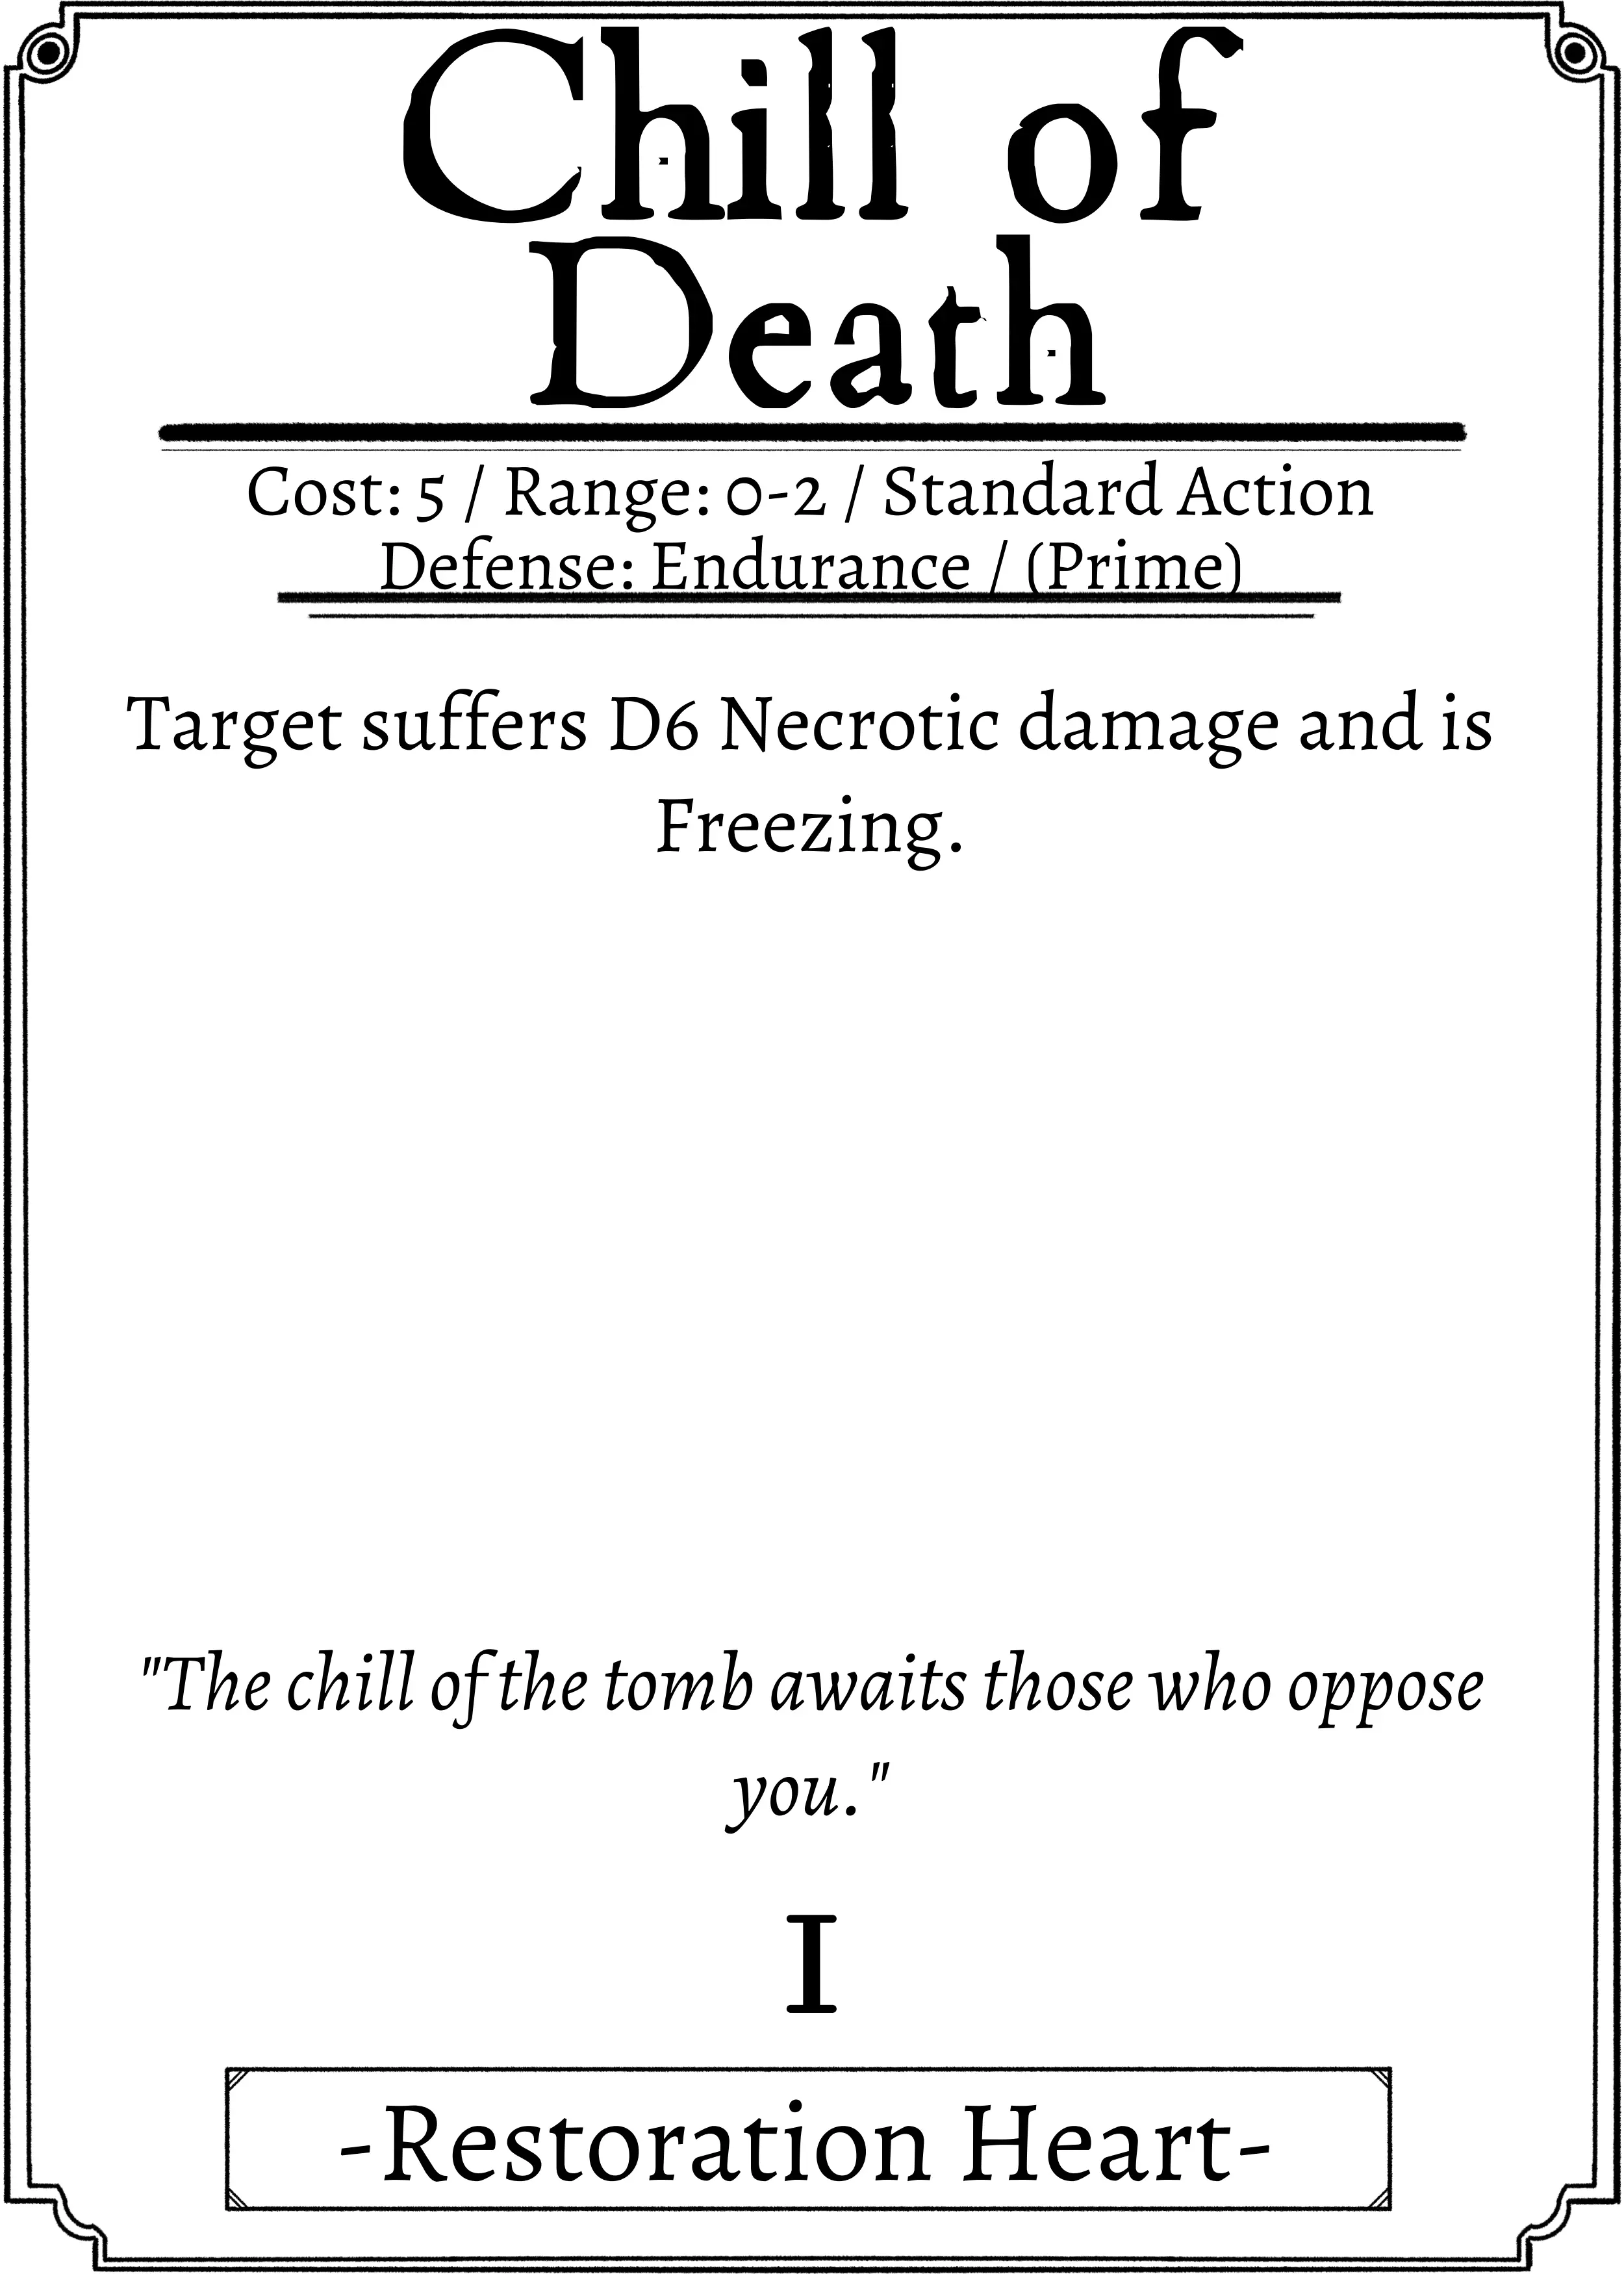 Chill of
Death
Cost: 5 / Range: 0-2 / Standard Action
Defense: Endurance / (Prime)
Target suffers D6 Necrotic damage and is
Freezing.
"The chill of the tomb awaits those who oppose
you."
I
-Restoration Heart-